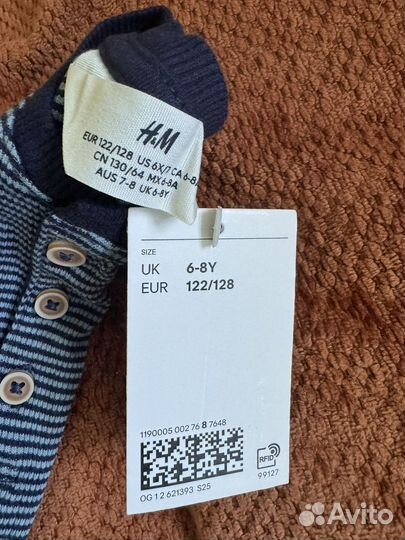 H&M
EUR 122/128 US 6X/7 CA 6-8
CN 130/64 MX 6-8A
AUS 7-8 UK 6-8Y
SIZE
UK 6-8Y
EUR 122/128
1190005 002 76 8 7648
RFID
99127
OG 1 2 621393 S25
Avito